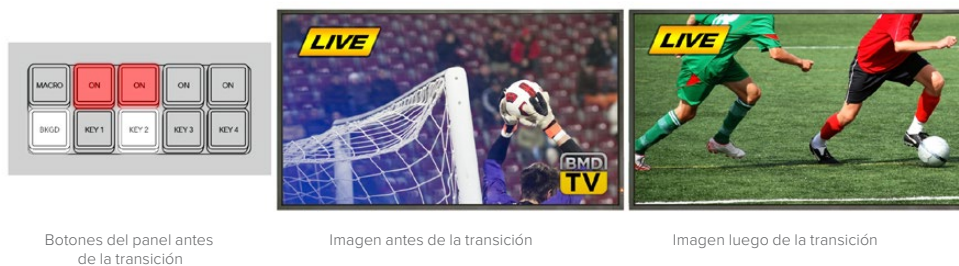 MACRO ON ON ON ON
BKGD KEY 1 KEY 2 KEY 3 KEY 4
LIVE
BMD
TV
LIVE
Botones del panel antes
de la transición
Imagen antes de la transición
Imagen luego de la transición